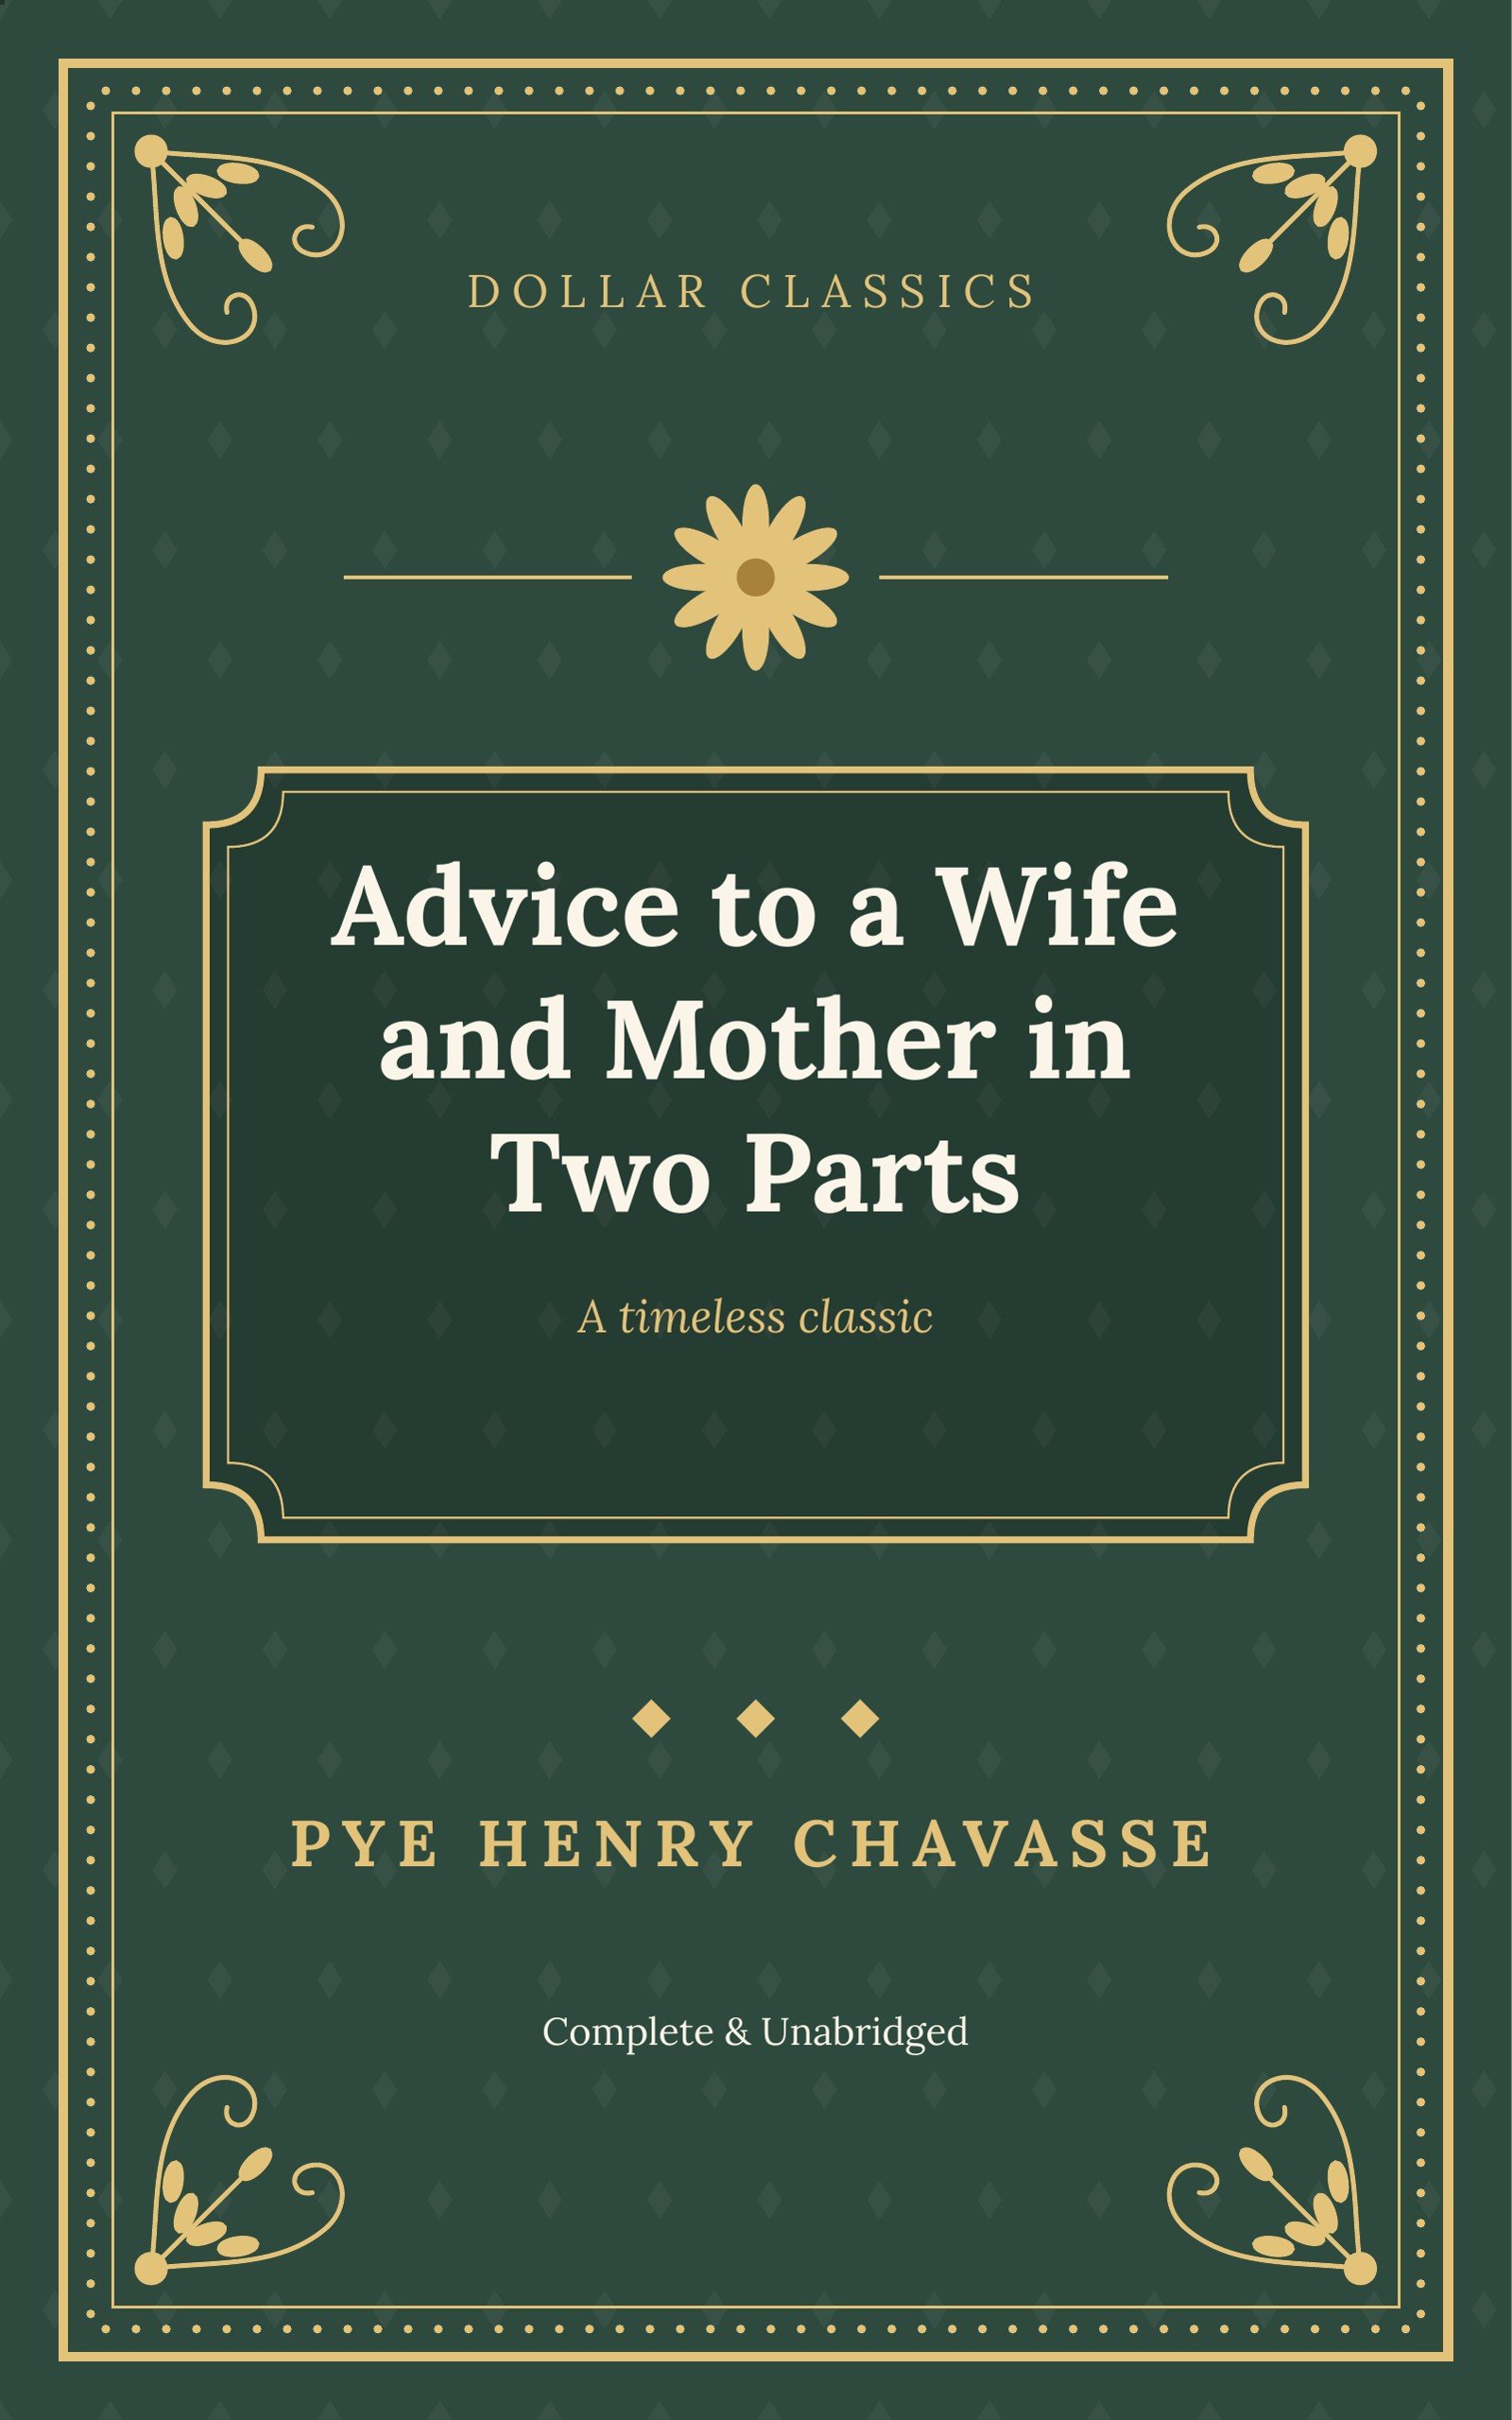 DOLLAR CLASSICS
Advice to a Wife
and Mother in
Two Parts
A timeless classic
PYE HENRY CHAVASSE
Complete & Unabridged